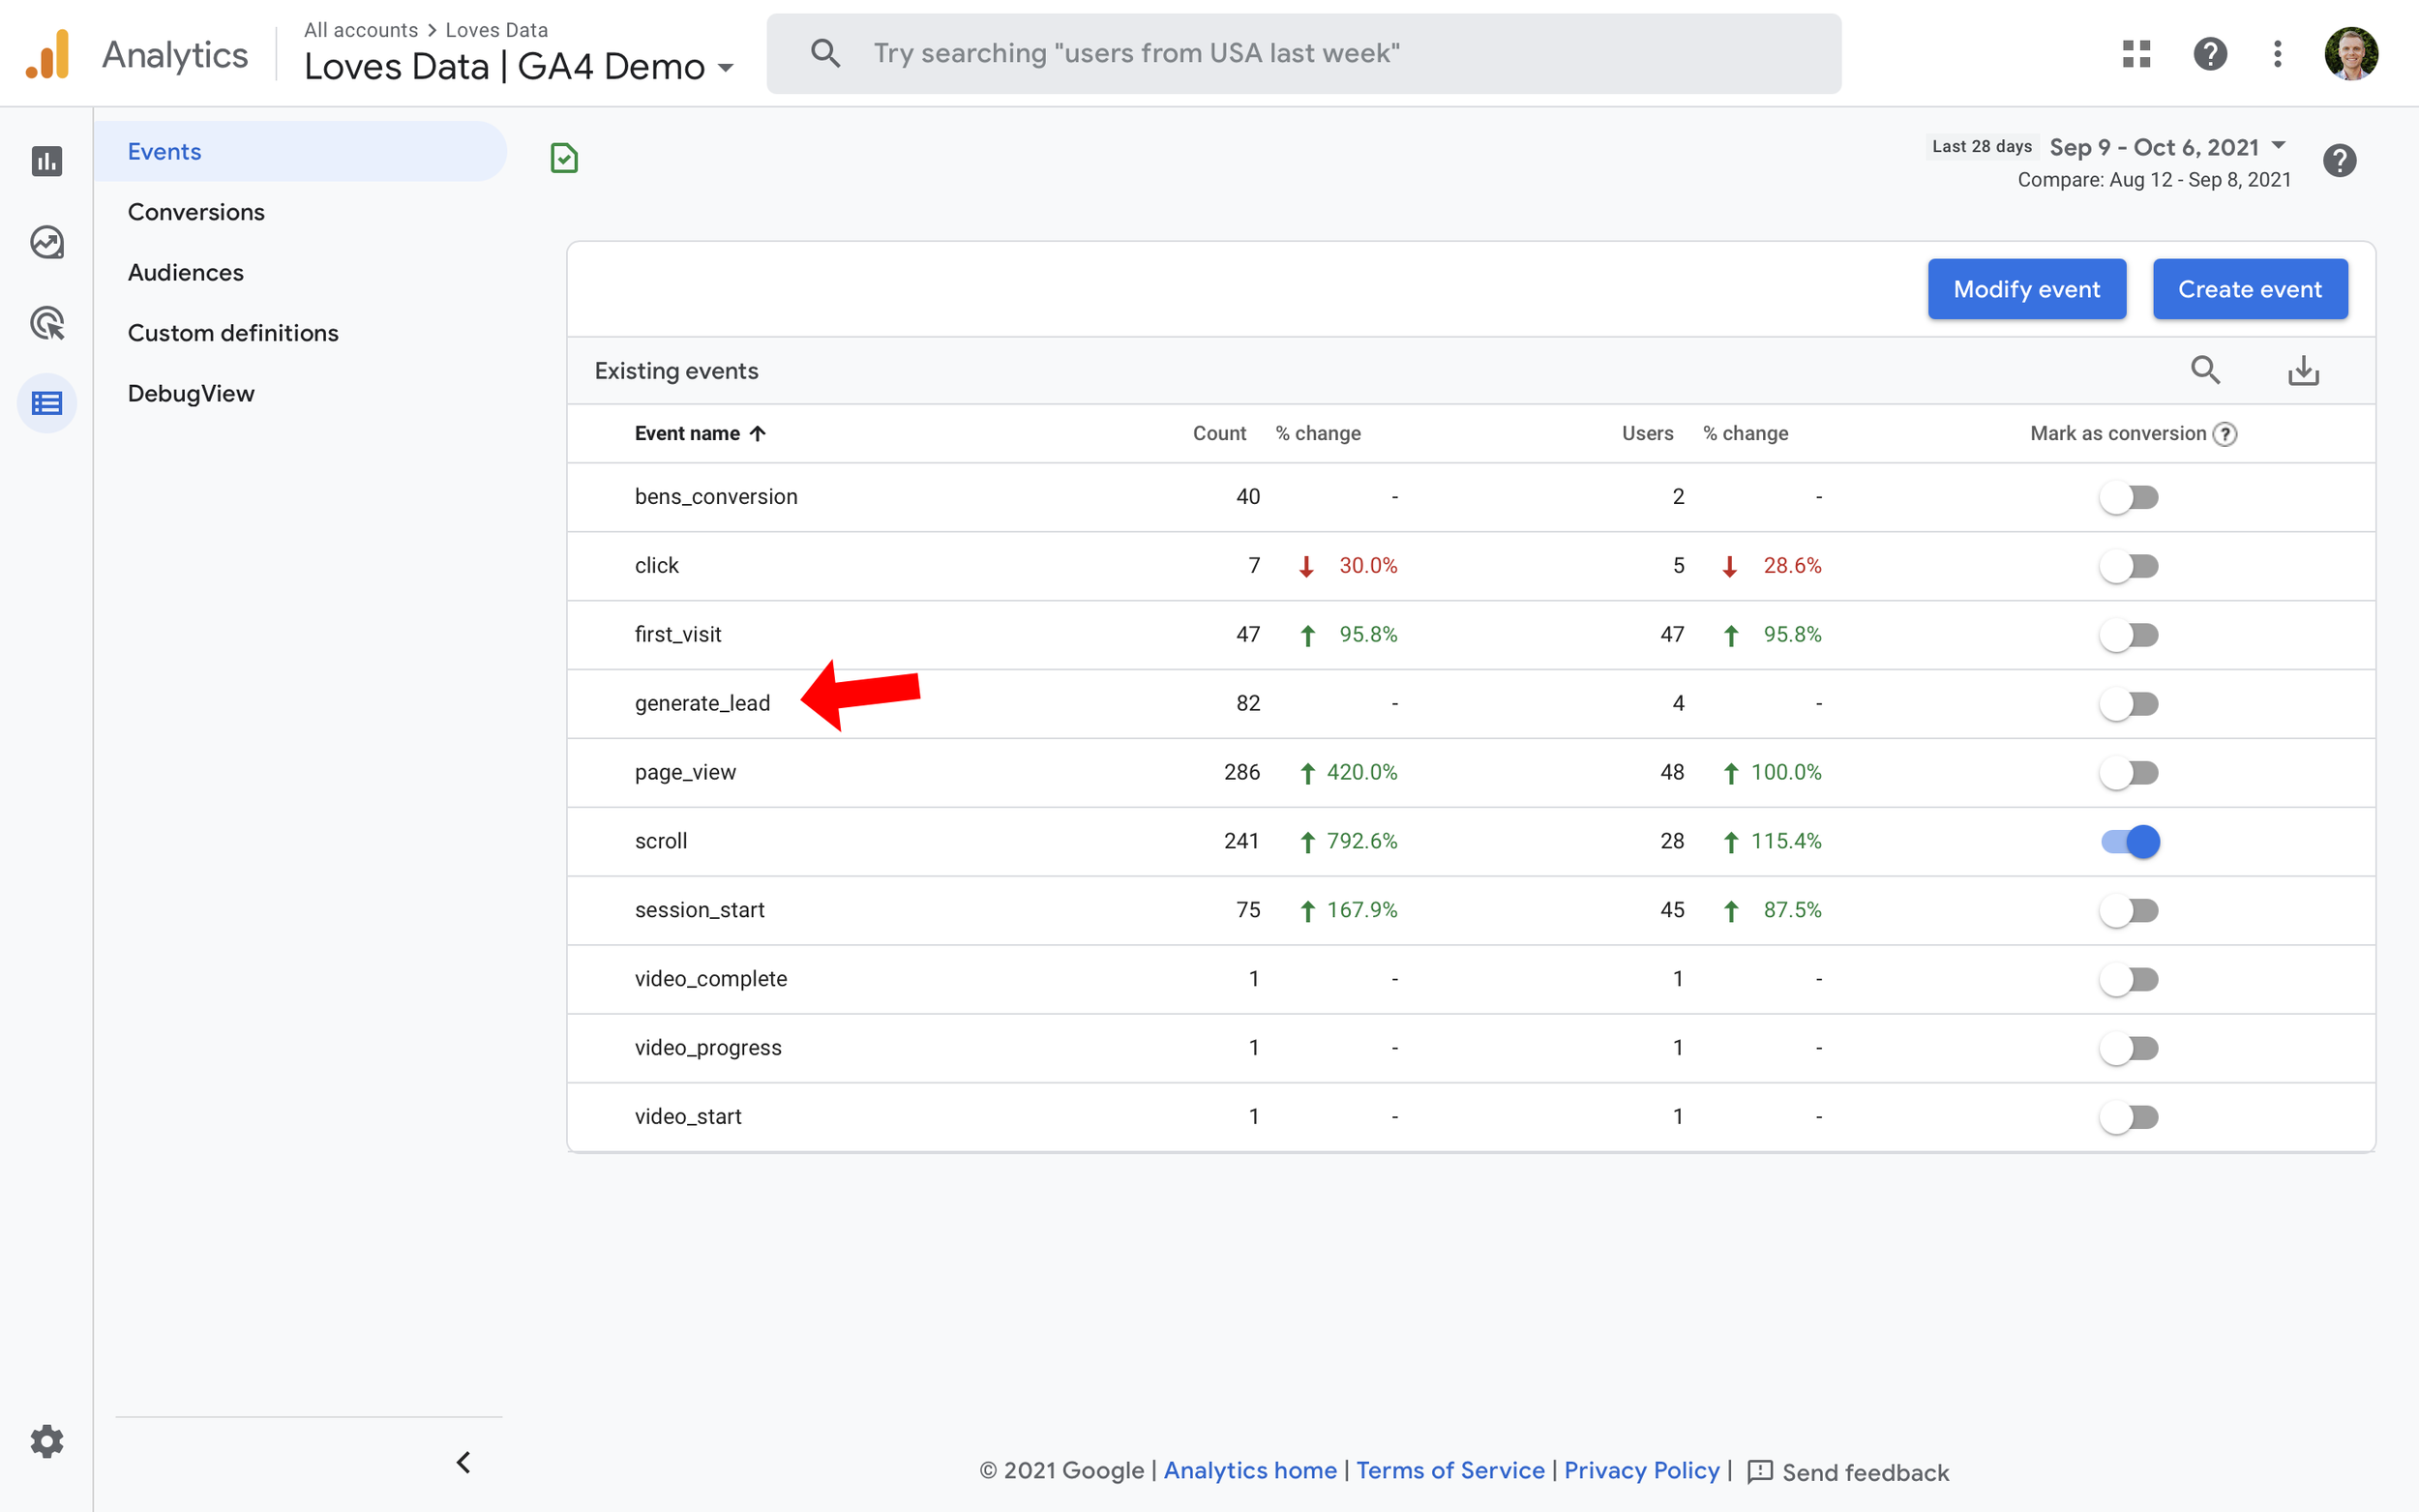 Analytics
All accounts > Loves Data
Loves Data | GA4 Demo
Try searching "users from USA last week"
Events
Conversions
Audiences
Custom definitions
DebugView
Last 28 days Sep 9 - Oct 6, 2021
Compare: Aug 12 - Sep 8, 2021
Modify event Create event
Existing events
Event name Count % change Users % change Mark as conversion
bens_conversion 40 - 2 -
click 7 30.0% 5 28.6%
first_visit 47 95.8% 47 95.8%
generate_lead 82 - 4 -
page_view 286 420.0% 48 100.0%
scroll 241 792.6% 28 115.4%
session_start 75 167.9% 45 87.5%
video_complete 1 - 1 -
video_progress 1 - 1 -
video_start 1 - 1 -
© 2021 Google | Analytics home | Terms of Service | Privacy Policy | Send feedback